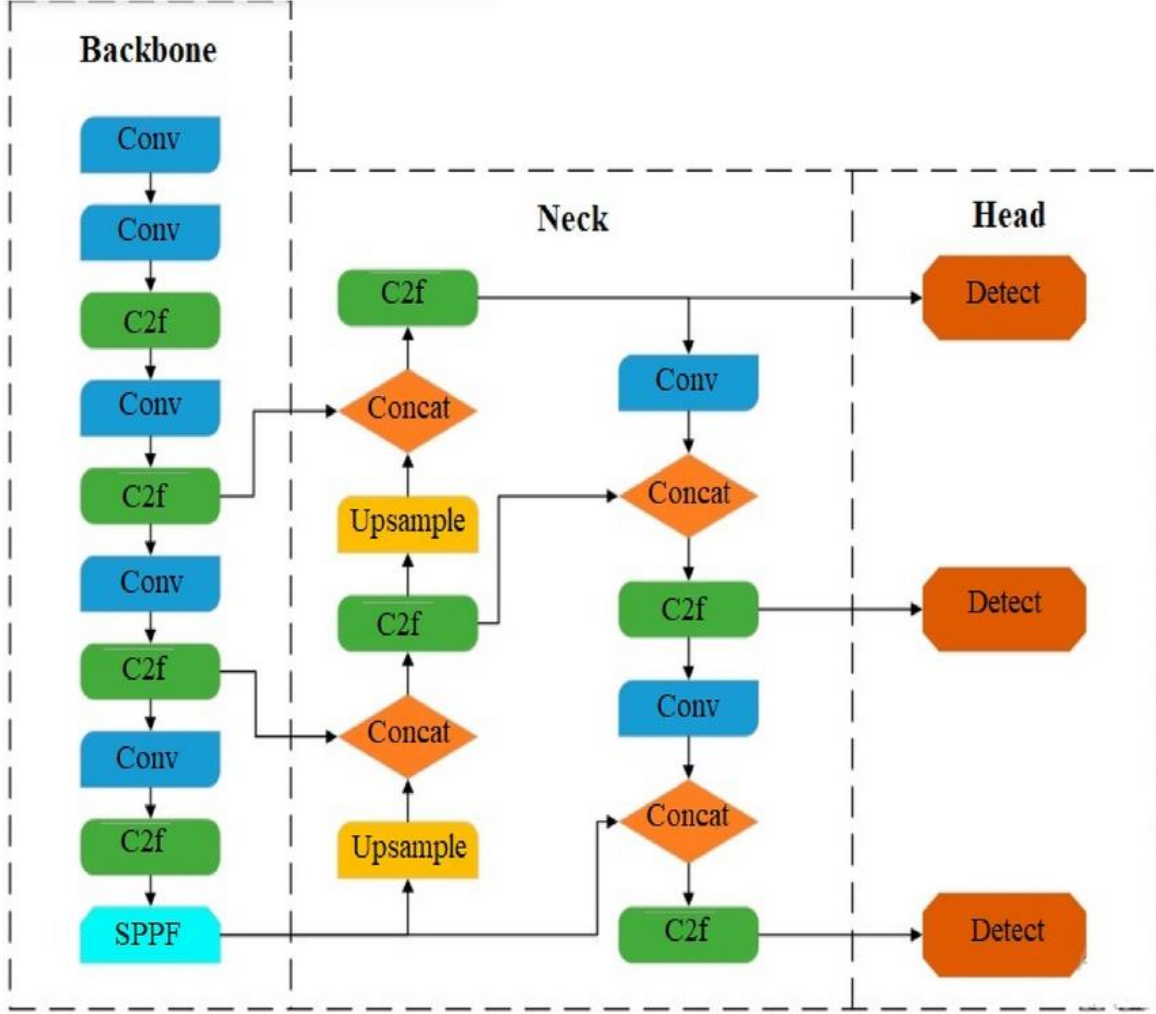 Backbone
Conv
Conv
C2f
Conv
C2f
Conv
C2f
Conv
C2f
SPPF
Neck
C2f
Concat
Upsample
C2f
Concat
Upsample
Conv
Concat
C2f
Conv
Concat
C2f
Head
Detect
Detect
Detect